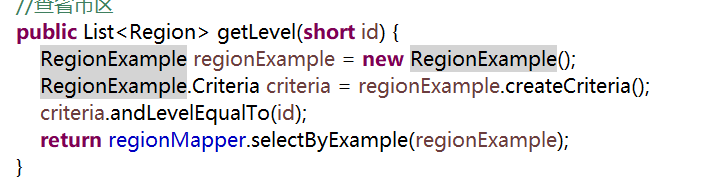 //查省市区
public List<Region> getLevel(short id) {
RegionExample regionExample = new RegionExample();
RegionExample.Criteria criteria = regionExample.createCriteria();
criteria.andLevelEqualTo(id);
return regionMapper.selectByExample(regionExample);
}